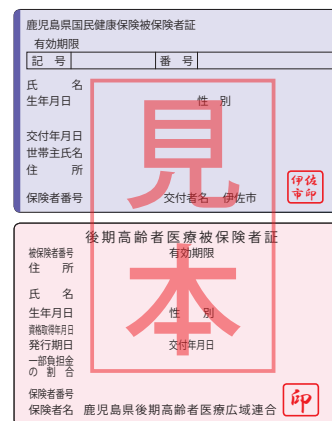 鹿児島県国民健康保険被保険者証
有効期限
記 号 番 号
氏 名
生年月日 性 別
交付年月日
世帯主氏名
住 所
保険者番号 交付者名 伊佐市
伊佐
市印
見本
後期高齢者医療被保険者証
被保険者番号 有効期限
住 所
氏 名
生年月日 性 別
資格取得年月日
発行期日 交付年月日
一部負担金
の割合
保険者番号
保険者名 鹿児島県後期高齢者医療広域連合
印